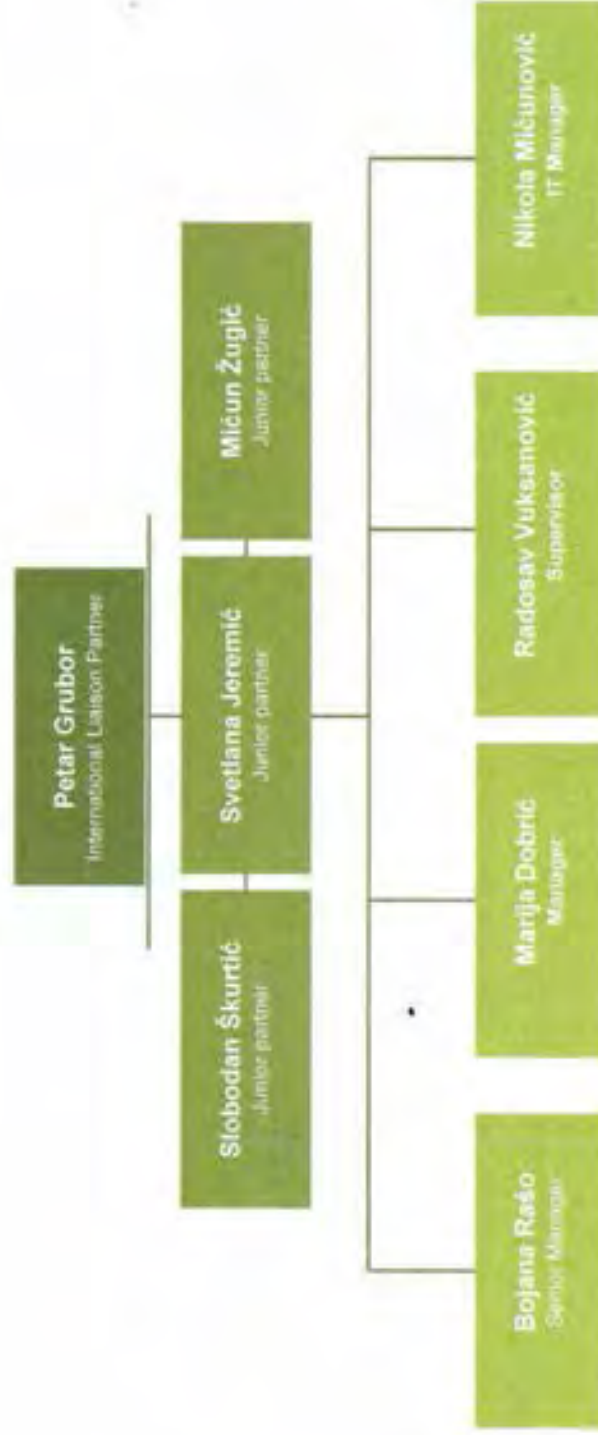 Petar Grubor
International Liaison Partner
Slobodan Škurtić
Junior partner
Svetlana Jeremić
Junior partner
Mićun Žugić
Junior partner
Bojana Rašo
Senior Manager
Marija Dobrić
Manager
Radosav Vuksanović
Supervisor
Nikola Mićunović
IT Manager